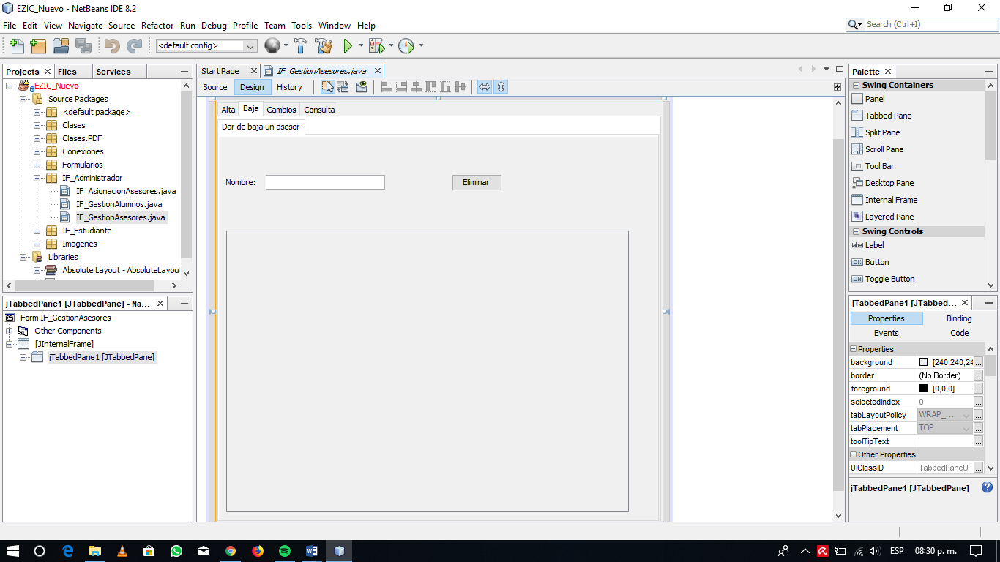 EZIC_Nuevo - NetBeans IDE 8.2
File Edit View Navigate Source Refactor Run Debug Profile Team Tools Window Help
Search (Ctrl+I)
<default config>
Projects Files Services
EZIC_Nuevo
Source Packages
<default package>
Clases
Clases.PDF
Conexiones
Formularios
IF_Administrador
IF_AsignacionAsesores.java
IF_GestionAlumnos.java
IF_GestionAsesores.java
IF_Estudiante
Imagenes
Libraries
Absolute Layout - AbsoluteLayou
jTabbedPane1 [JTabbedPane] - Na...
Form IF_GestionAsesores
Other Components
[JInternalFrame]
jTabbedPane1 [JTabbedPane]
Start Page IF_GestionAsesores.java
Source Design History
Alta Baja Cambios Consulta
Dar de baja un asesor
Nombre: Eliminar
Palette
Swing Containers
Panel
Tabbed Pane
Split Pane
Scroll Pane
Tool Bar
Desktop Pane
Internal Frame
Layered Pane
Swing Controls
label Label
OK Button
ON Toggle Button
jTabbedPane1 [JTabbed...
Properties Binding
Events Code
Properties
background [240,240,24 ...
border (No Border) ...
foreground [0,0,0] ...
selectedIndex 0 ...
tabLayoutPolicy WRAP_... ...
tabPlacement TOP ...
toolTipText ...
Other Properties
UIClassID TabbedPaneUI ...
jTabbedPane1 [JTabbedPane]
ESP 08:30 p. m.